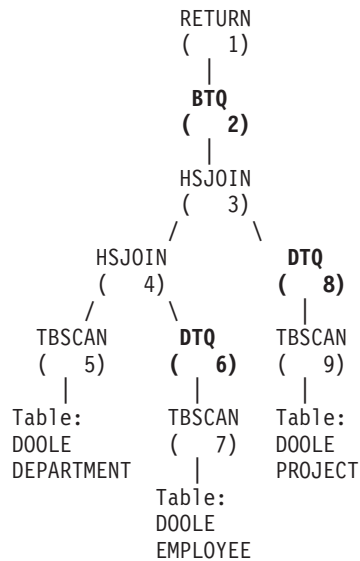 RETURN
( 1)
|
BTQ
( 2)
|
HSJOIN
( 3)
/ \
HSJOIN DTQ
( 4) ( 8)
/ \ |
TBSCAN DTQ TBSCAN
( 5) ( 6) ( 9)
| | |
Table: TBSCAN Table:
DOOLE ( 7) DOOLE
DEPARTMENT | PROJECT
Table:
DOOLE
EMPLOYEE